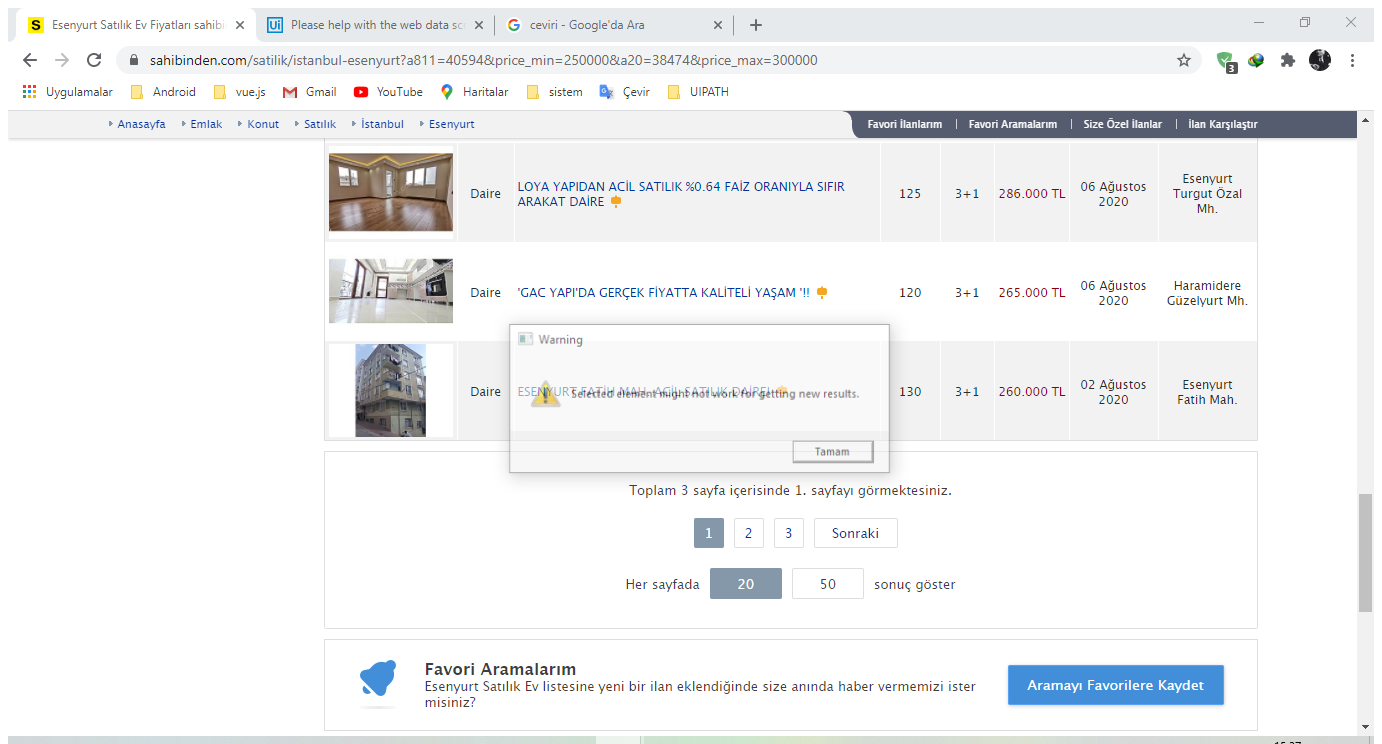 S Esenyurt Satılık Ev Fiyatları sahibi
Ui Please help with the web data scr
ceviri - Google'da Ara
sahibinden.com/satilik/istanbul-esenyurt?a811=40594&price_min=250000&a20=38474&price_max=300000
3
Uygulamalar Android vue.js Gmail YouTube Haritalar sistem Çevir UIPATH
Anasayfa Emlak Konut Satılık İstanbul Esenyurt
Favori İlanlarım | Favori Aramalarım | Size Özel İlanlar | İlan Karşılaştır
Daire
LOYA YAPIDAN ACİL SATILIK %0.64 FAİZ ORANIYLA SIFIR
ARAKAT DAİRE
125
3+1
286.000 TL
06 Ağustos
2020
Esenyurt
Turgut Özal
Mh.
Daire
'GAC YAPI'DA GERÇEK FİYATTA KALİTELİ YAŞAM '!!
120
3+1
265.000 TL
06 Ağustos
2020
Haramidere
Güzelyurt Mh.
Daire
ESENYURT FATİH MAH. ACİL SATILIK DAİRE!
130
3+1
260.000 TL
02 Ağustos
2020
Esenyurt
Fatih Mah.
Warning
Selected element might not work for getting new results.
Tamam
Toplam 3 sayfa içerisinde 1. sayfayı görmektesiniz.
1 2 3 Sonraki
Her sayfada 20 50 sonuç göster
Favori Aramalarım
Esenyurt Satılık Ev listesine yeni bir ilan eklendiğinde size anında haber vermemizi ister
misiniz?
Aramayı Favorilere Kaydet